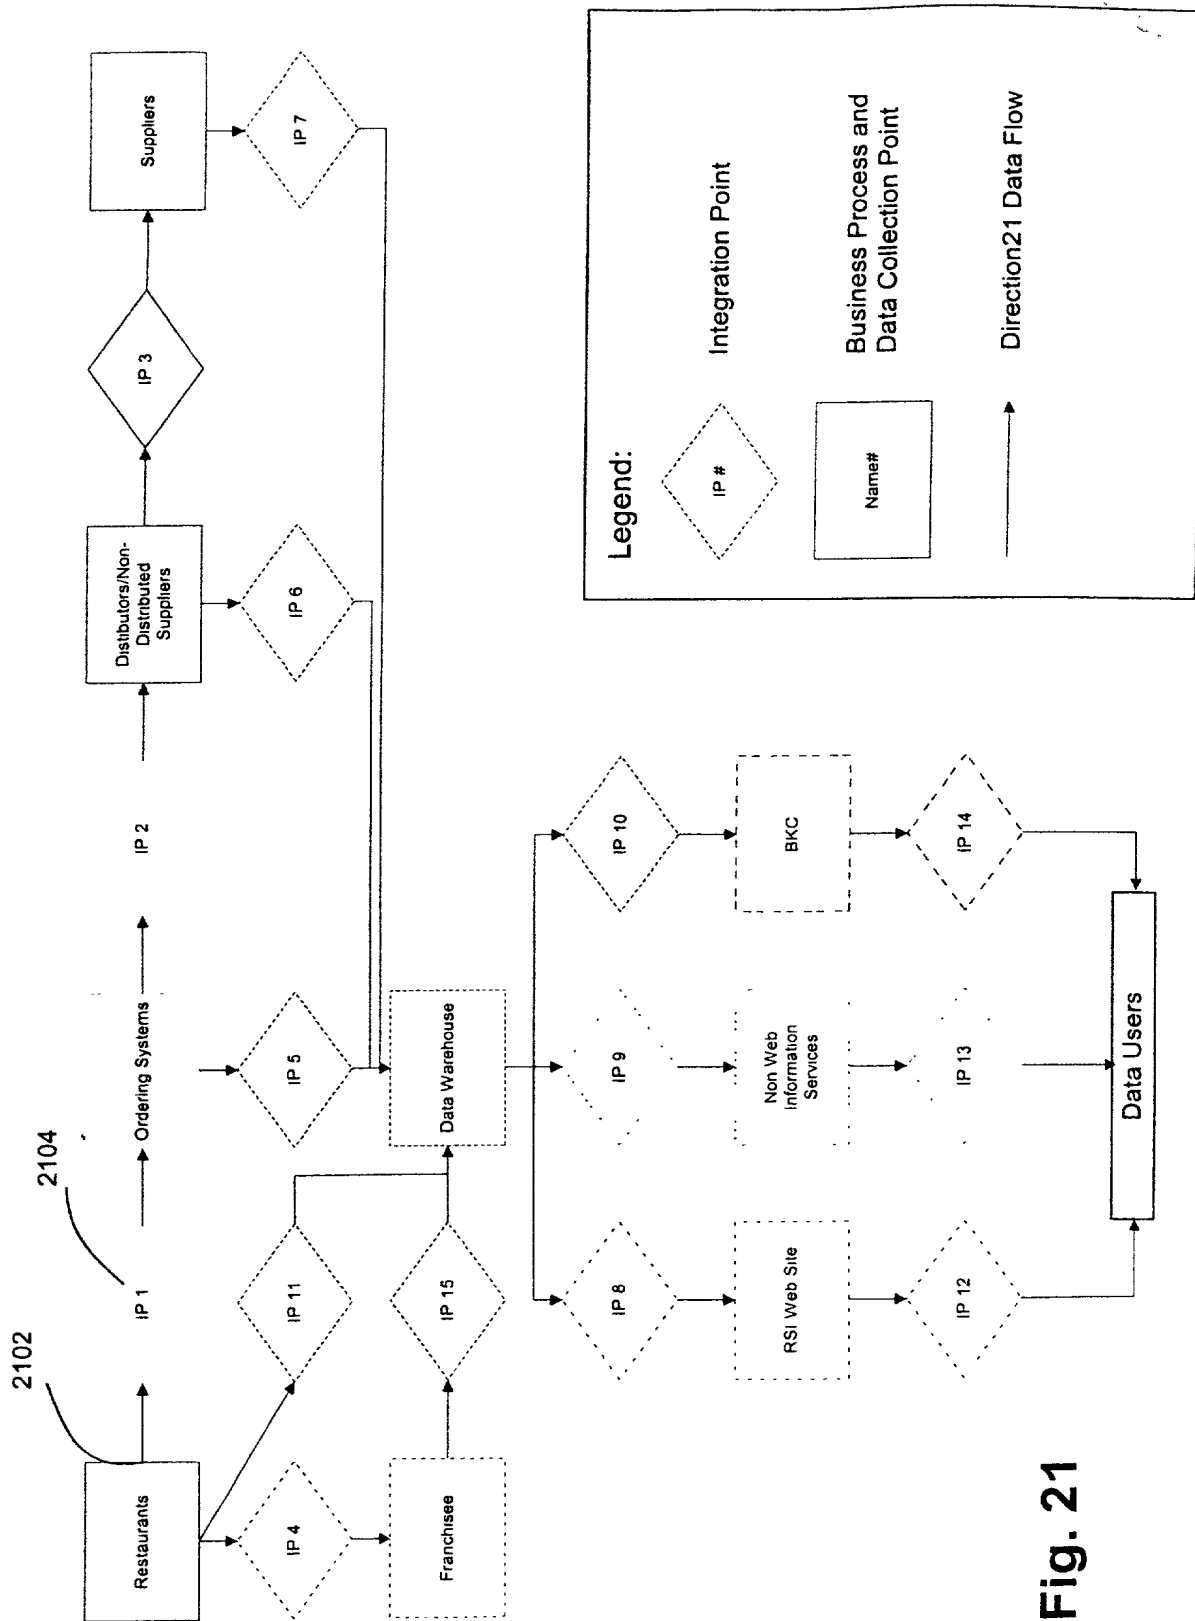 2102
2104
Restaurants
IP 1
Ordering Systems
IP 2
Distibutors/Non-
Distributed
Suppliers
IP 3
Suppliers
IP 4
IP 11
IP 5
IP 6
IP 7
Franchisee
IP 15
Data Warehouse
IP 8
IP 9
IP 10
RSI Web Site
Non Web
Information
Services
BKC
IP 12
IP 13
IP 14
Data Users
Legend:
IP #
Integration Point
Name#
Business Process and
Data Collection Point
Direction21 Data Flow
Fig. 21